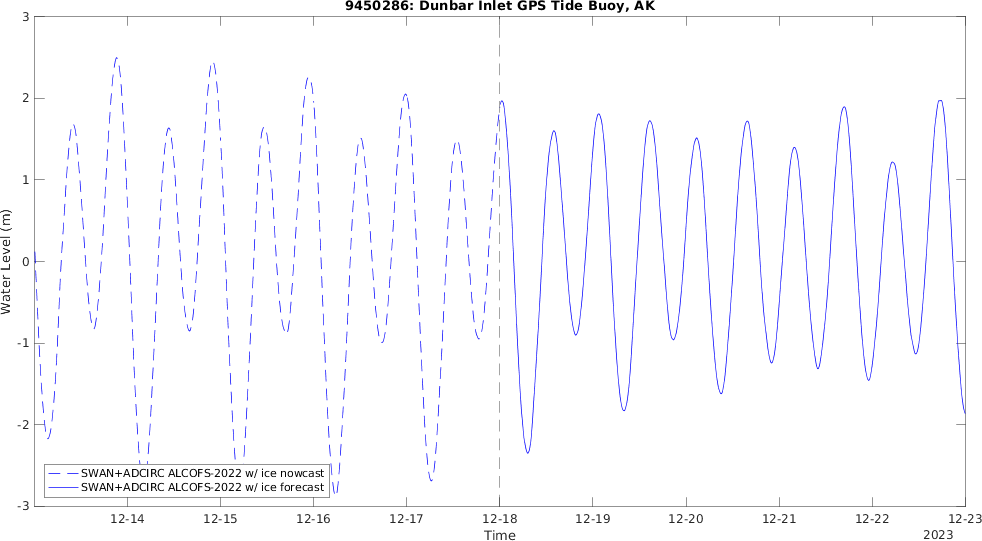 9450286: Dunbar Inlet GPS Tide Buoy, AK
3
2
1
0
-1
-2
-3
Water Level (m)
SWAN+ADCIRC ALCOFS-2022 w/ ice nowcast
SWAN+ADCIRC ALCOFS-2022 w/ ice forecast
12-14 12-15 12-16 12-17 12-18 12-19 12-20 12-21 12-22 12-23
Time
2023